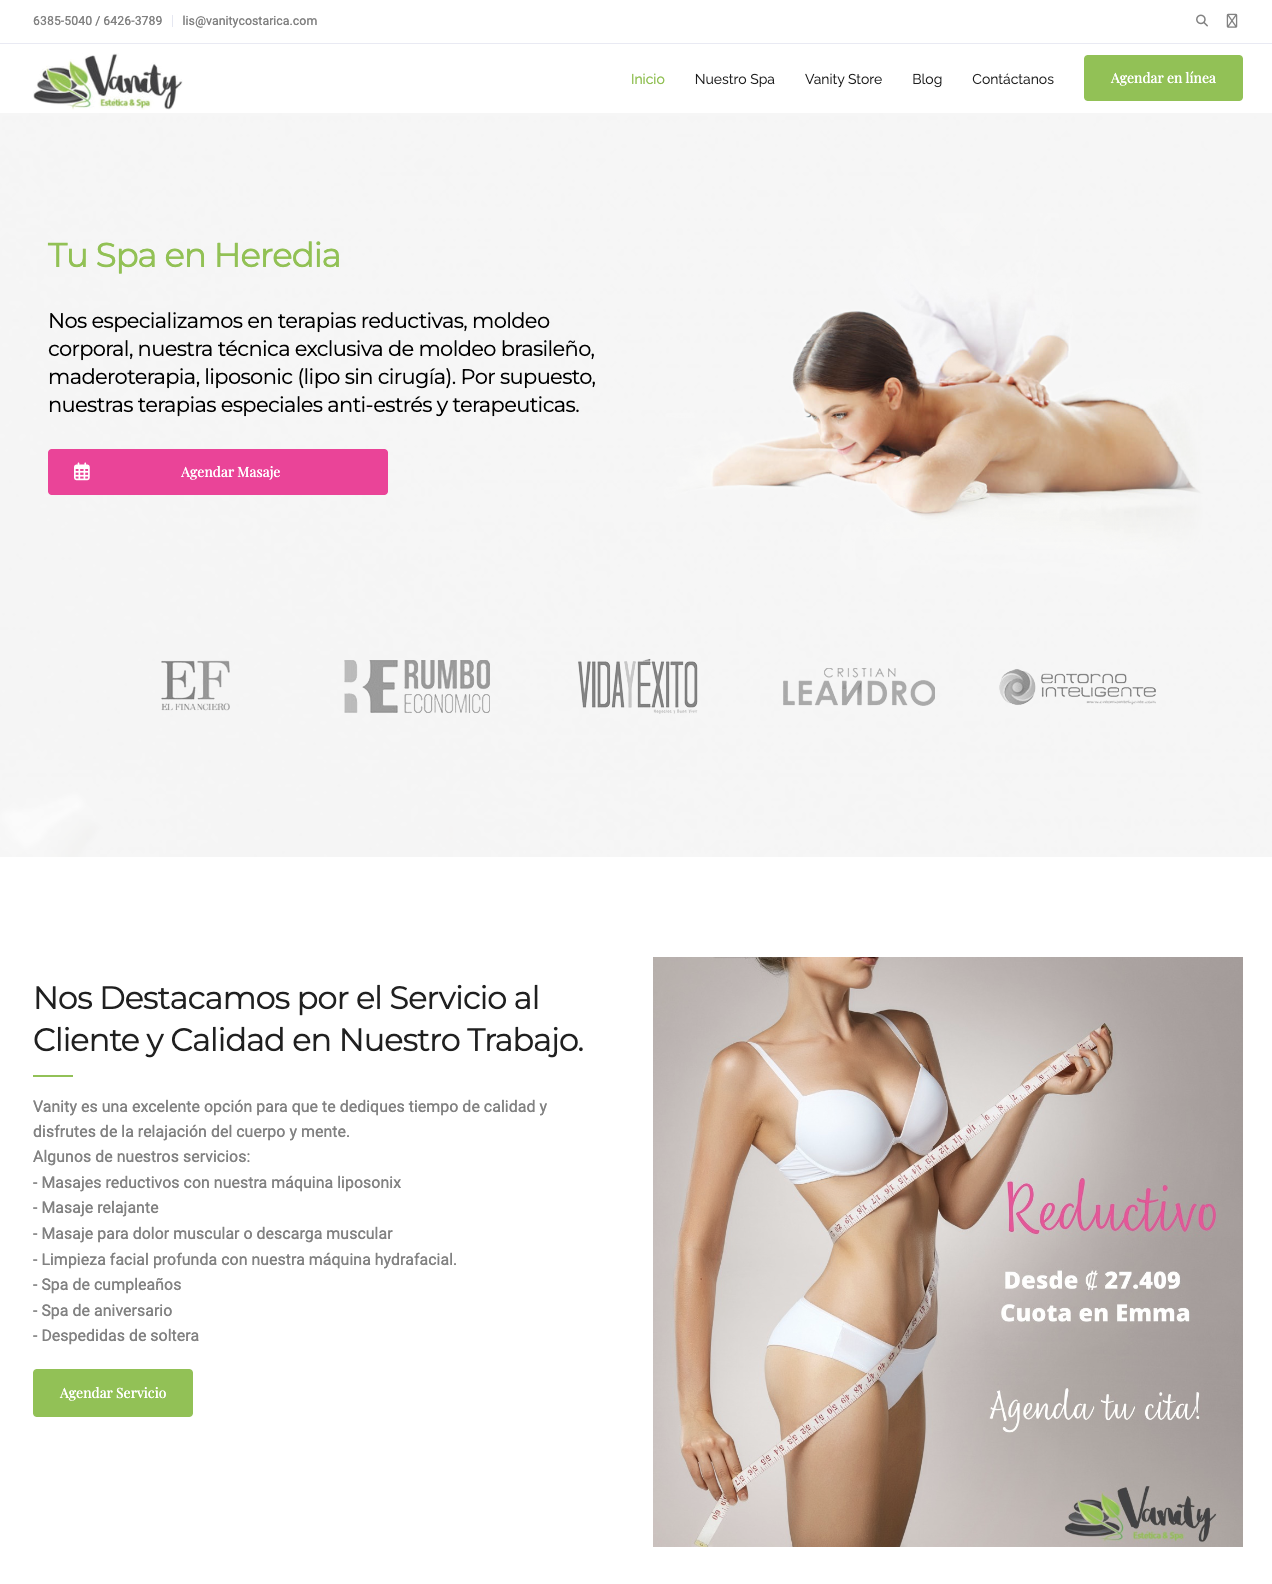 6385-5040 / 6426-3789 lis@vanitycostarica.com
Vanity
Estética & Spa
Inicio Nuestro Spa Vanity Store Blog Contáctanos Agendar en línea
Tu Spa en Heredia
Nos especializamos en terapias reductivas, moldeo
corporal, nuestra técnica exclusiva de moldeo brasileño,
maderoterapia, liposonic (lipo sin cirugía). Por supuesto,
nuestras terapias especiales anti-estrés y terapeuticas.
Agendar Masaje
EF
EL FINANCIERO
RE RUMBO
ECONOMICO
VIDA Y ÉXITO
CRISTIAN
LEANDRO
entorno
inteligente
Nos Destacamos por el Servicio al
Cliente y Calidad en Nuestro Trabajo.
Vanity es una excelente opción para que te dediques tiempo de calidad y
disfrutes de la relajación del cuerpo y mente.
Algunos de nuestros servicios:
- Masajes reductivos con nuestra máquina liposonix
- Masaje relajante
- Masaje para dolor muscular o descarga muscular
- Limpieza facial profunda con nuestra máquina hydrafacial.
- Spa de cumpleaños
- Spa de aniversario
- Despedidas de soltera
Agendar Servicio
Reductivo
Desde ₡ 27.409
Cuota en Emma
Agenda tu cita!
Vanity
Estética & Spa